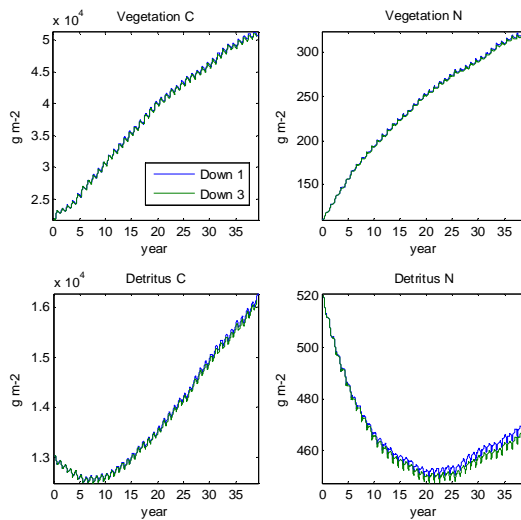 Vegetation C
x 10^4
5
4.5
4
3.5
3
2.5
g m-2
0 5 10 15 20 25 30 35
year
Down 1
Down 3
Vegetation N
300
250
200
150
g m-2
0 5 10 15 20 25 30 35
year
Detritus C
x 10^4
1.6
1.5
1.4
1.3
g m-2
0 5 10 15 20 25 30 35
year
Detritus N
520
500
480
460
g m-2
0 5 10 15 20 25 30 35
year